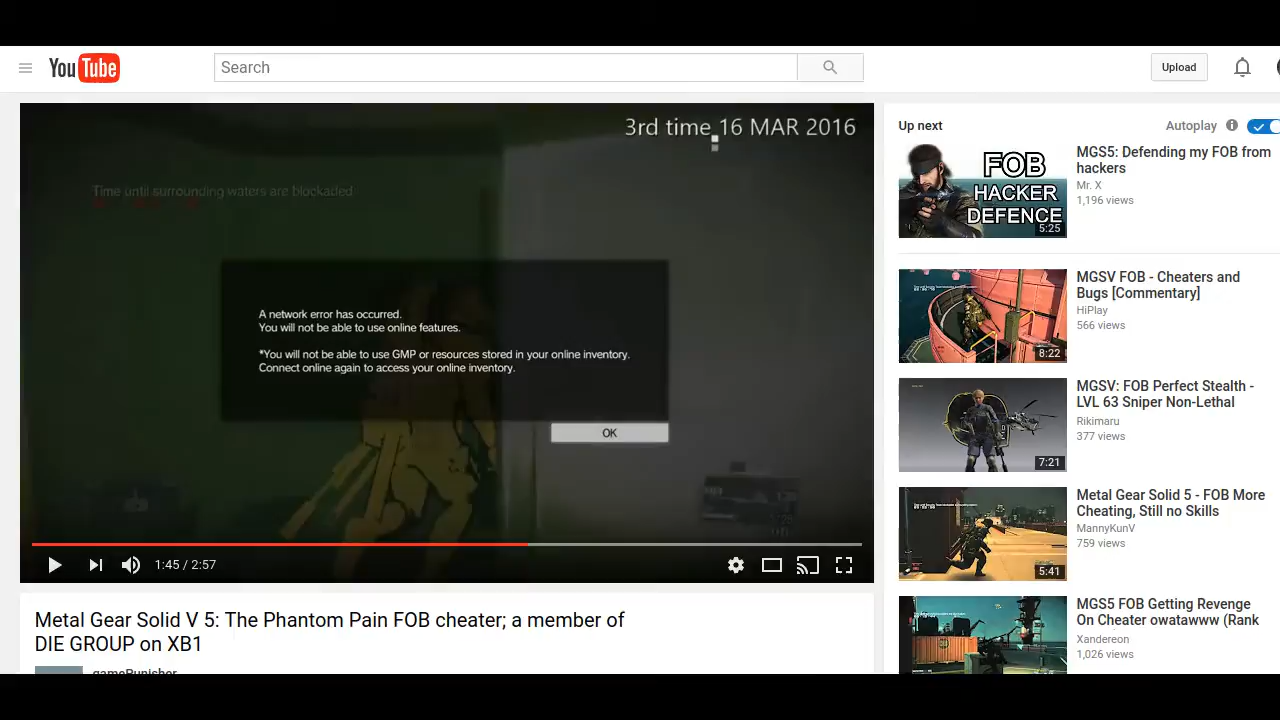 YouTube
Search
Upload
3rd time 16 MAR 2016
Time until surrounding waters are blockaded
A network error has occurred.
You will not be able to use online features.
*You will not be able to use GMP or resources stored in your online inventory.
Connect online again to access your online inventory.
OK
1:45 / 2:57
Metal Gear Solid V 5: The Phantom Pain FOB cheater; a member of
DIE GROUP on XB1
gamePunisher
Up next
Autoplay
FOB
HACKER
DEFENCE
5:25
MGS5: Defending my FOB from
hackers
Mr. X
1,196 views
8:22
MGSV FOB - Cheaters and
Bugs [Commentary]
HiPlay
566 views
7:21
MGSV: FOB Perfect Stealth -
LVL 63 Sniper Non-Lethal
Rikimaru
377 views
5:41
Metal Gear Solid 5 - FOB More
Cheating, Still no Skills
MannyKunV
759 views
MGS5 FOB Getting Revenge
On Cheater owatawww (Rank
Xandereon
1,026 views